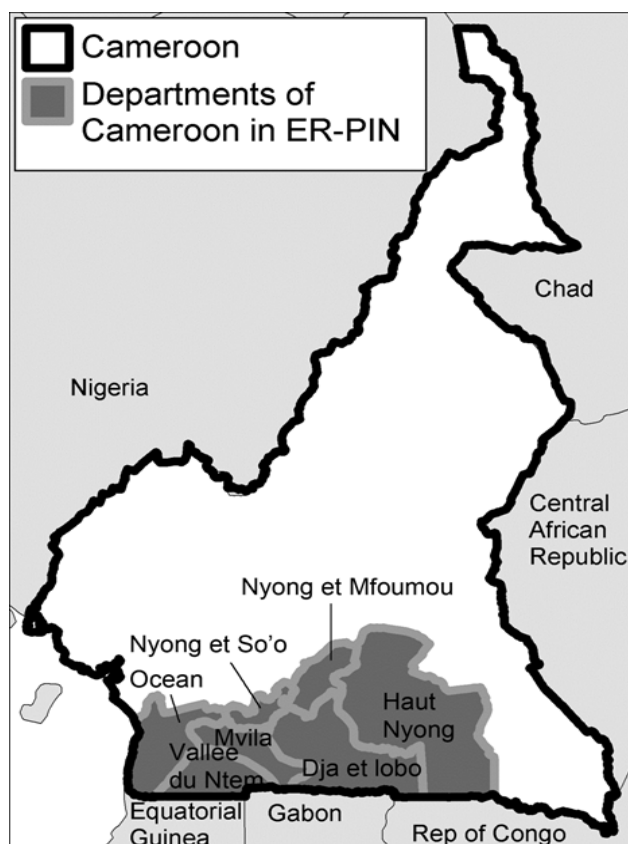 Cameroon
Departments of
Cameroon in ER-PIN
Chad
Nigeria
Central
African
Republic
Nyong et Mfoumou
Nyong et So'o
Ocean
Haut
Nyong
Mvila
Vallée
du Ntem
Dja et lobo
Equatorial
Guinea
Gabon
Rep of Congo